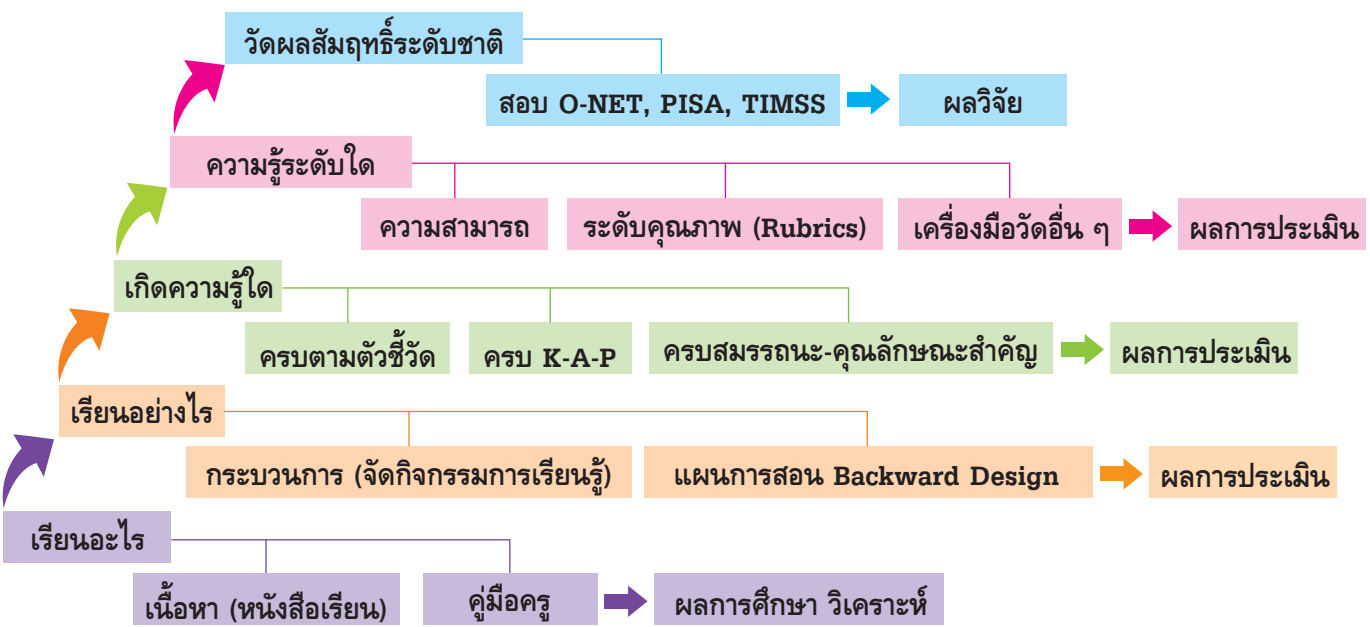 วัดผลสัมฤทธิ์ระดับชาติ
สอบ O-NET, PISA, TIMSS
ผลวิจัย
ความรู้ระดับใด
ความสามารถ
ระดับคุณภาพ (Rubrics)
เครื่องมือวัดอื่น ๆ
ผลการประเมิน
เกิดความรู้ใด
ครบตามตัวชี้วัด
ครบ K-A-P
ครบสมรรถนะ-คุณลักษณะสำคัญ
ผลการประเมิน
เรียนอย่างไร
กระบวนการ (จัดกิจกรรมการเรียนรู้)
แผนการสอน Backward Design
ผลการประเมิน
เรียนอะไร
เนื้อหา (หนังสือเรียน)
คู่มือครู
ผลการศึกษา วิเคราะห์